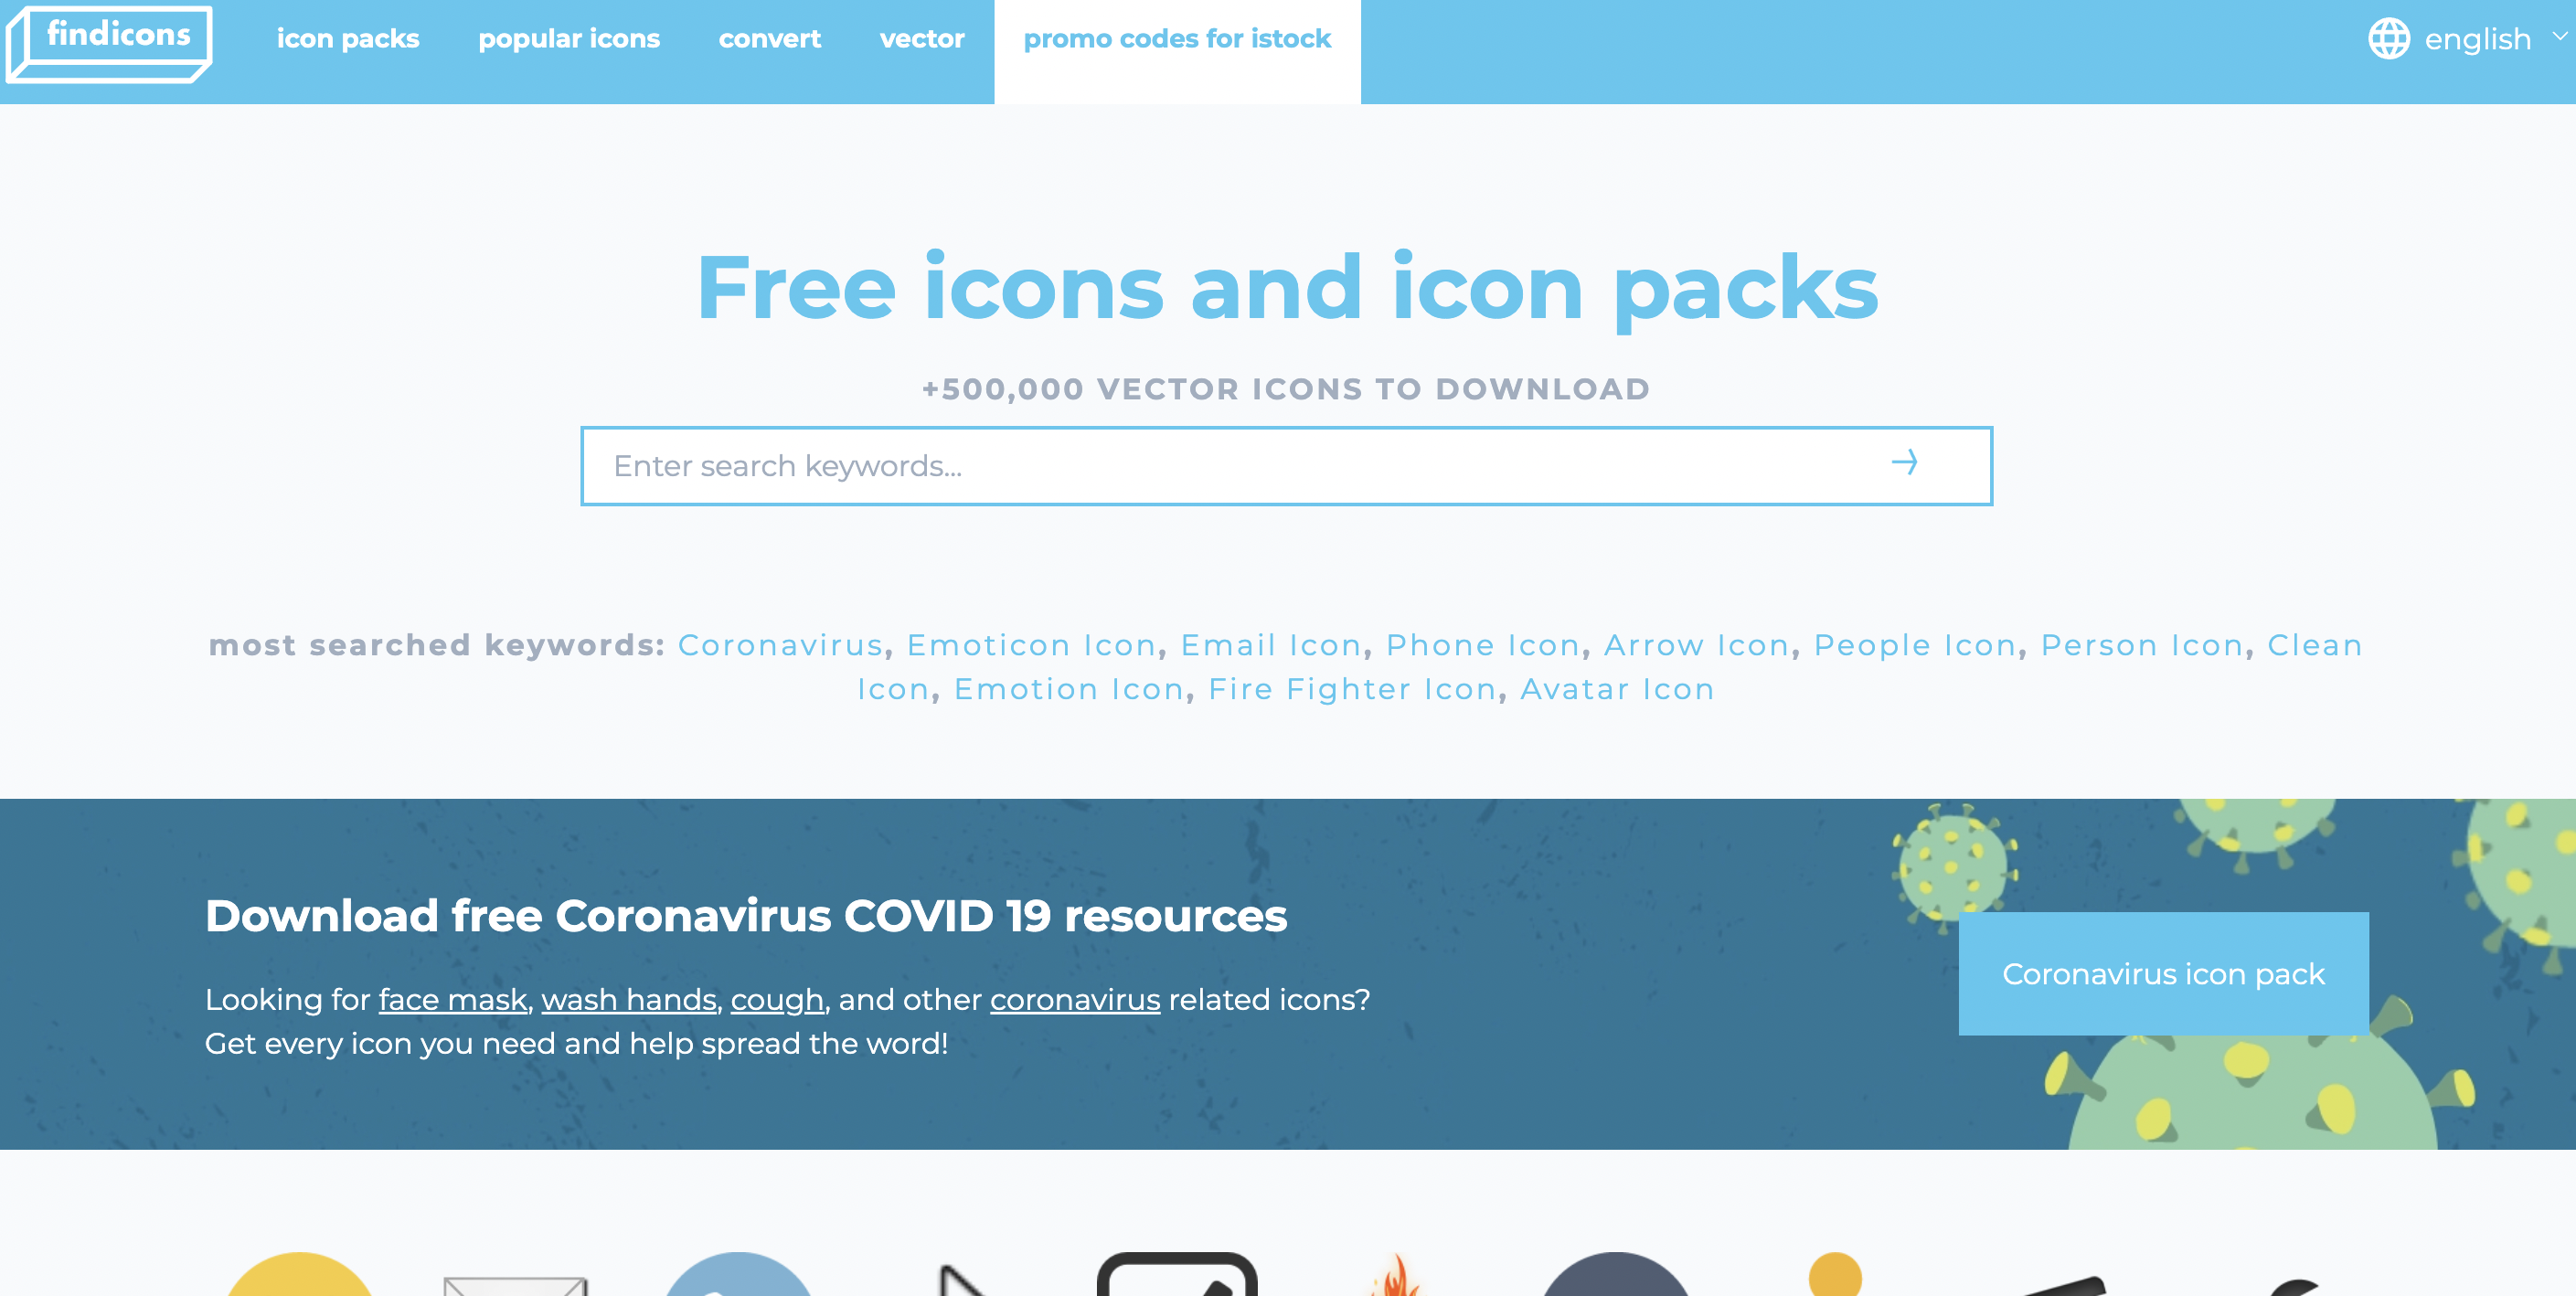 findicons
icon packs
popular icons
convert
vector
promo codes for istock
english
Free icons and icon packs
+500,000 VECTOR ICONS TO DOWNLOAD
Enter search keywords...
most searched keywords: Coronavirus, Emoticon Icon, Email Icon, Phone Icon, Arrow Icon, People Icon, Person Icon, Clean
Icon, Emotion Icon, Fire Fighter Icon, Avatar Icon
Download free Coronavirus COVID 19 resources
Looking for face mask, wash hands, cough, and other coronavirus related icons?
Get every icon you need and help spread the word!
Coronavirus icon pack